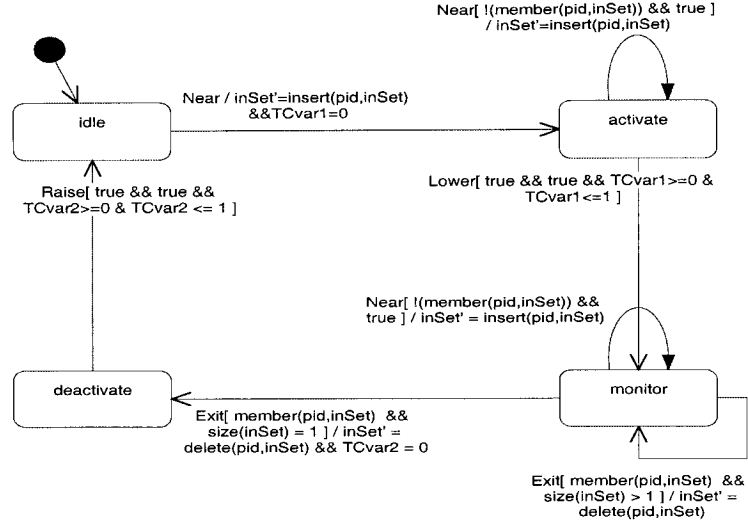 Near[ !(member(pid,inSet)) && true ]
/ inSet'=insert(pid,inSet)
idle
Near / inSet'=insert(pid,inSet)
&&TCvar1=0
activate
Raise[ true && true &&
TCvar2>=0 & TCvar2 <= 1 ]
Lower[ true && true && TCvar1>=0 &
TCvar1<=1 ]
Near[ !(member(pid,inSet)) &&
true ] / inSet' = insert(pid,inSet)
deactivate
monitor
Exit[ member(pid,inSet) &&
size(inSet) = 1 ] / inSet' =
delete(pid,inSet) && TCvar2 = 0
Exit[ member(pid,inSet) &&
size(inSet) > 1 ] / inSet' =
delete(pid,inSet)